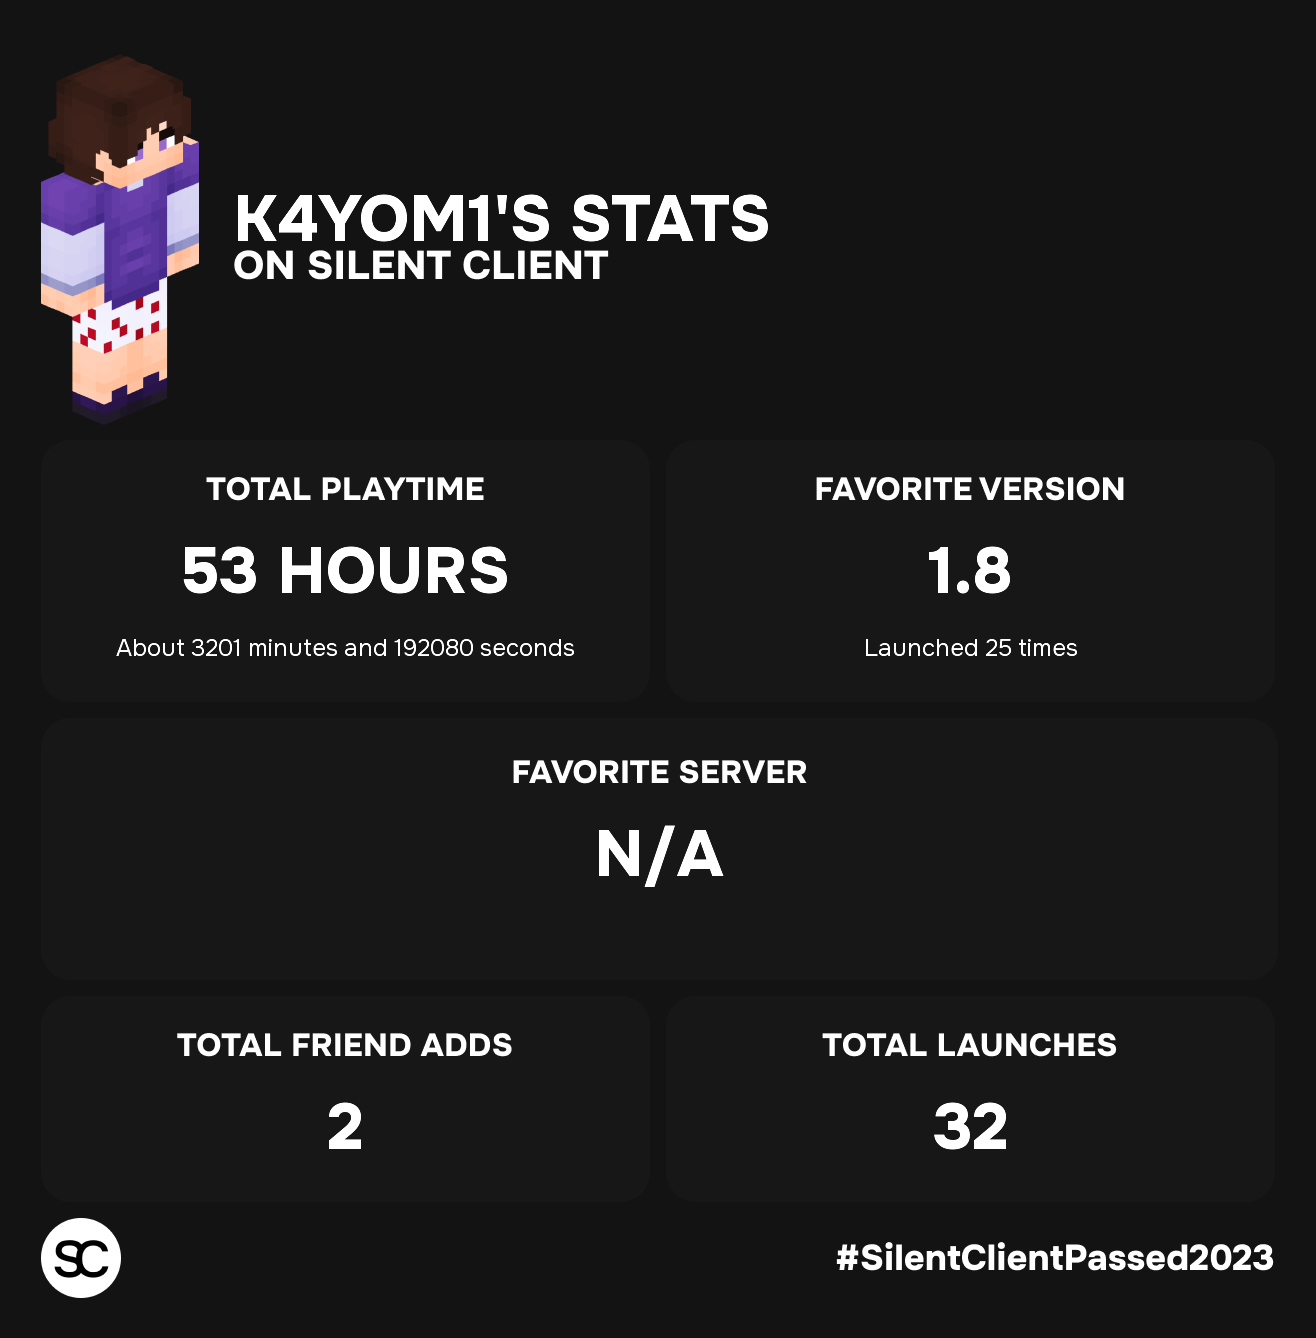 K4YOM1'S STATS
ON SILENT CLIENT
TOTAL PLAYTIME
53 HOURS
About 3201 minutes and 192080 seconds
FAVORITE VERSION
1.8
Launched 25 times
FAVORITE SERVER
N/A
TOTAL FRIEND ADDS
2
TOTAL LAUNCHES
32
SC
#SilentClientPassed2023